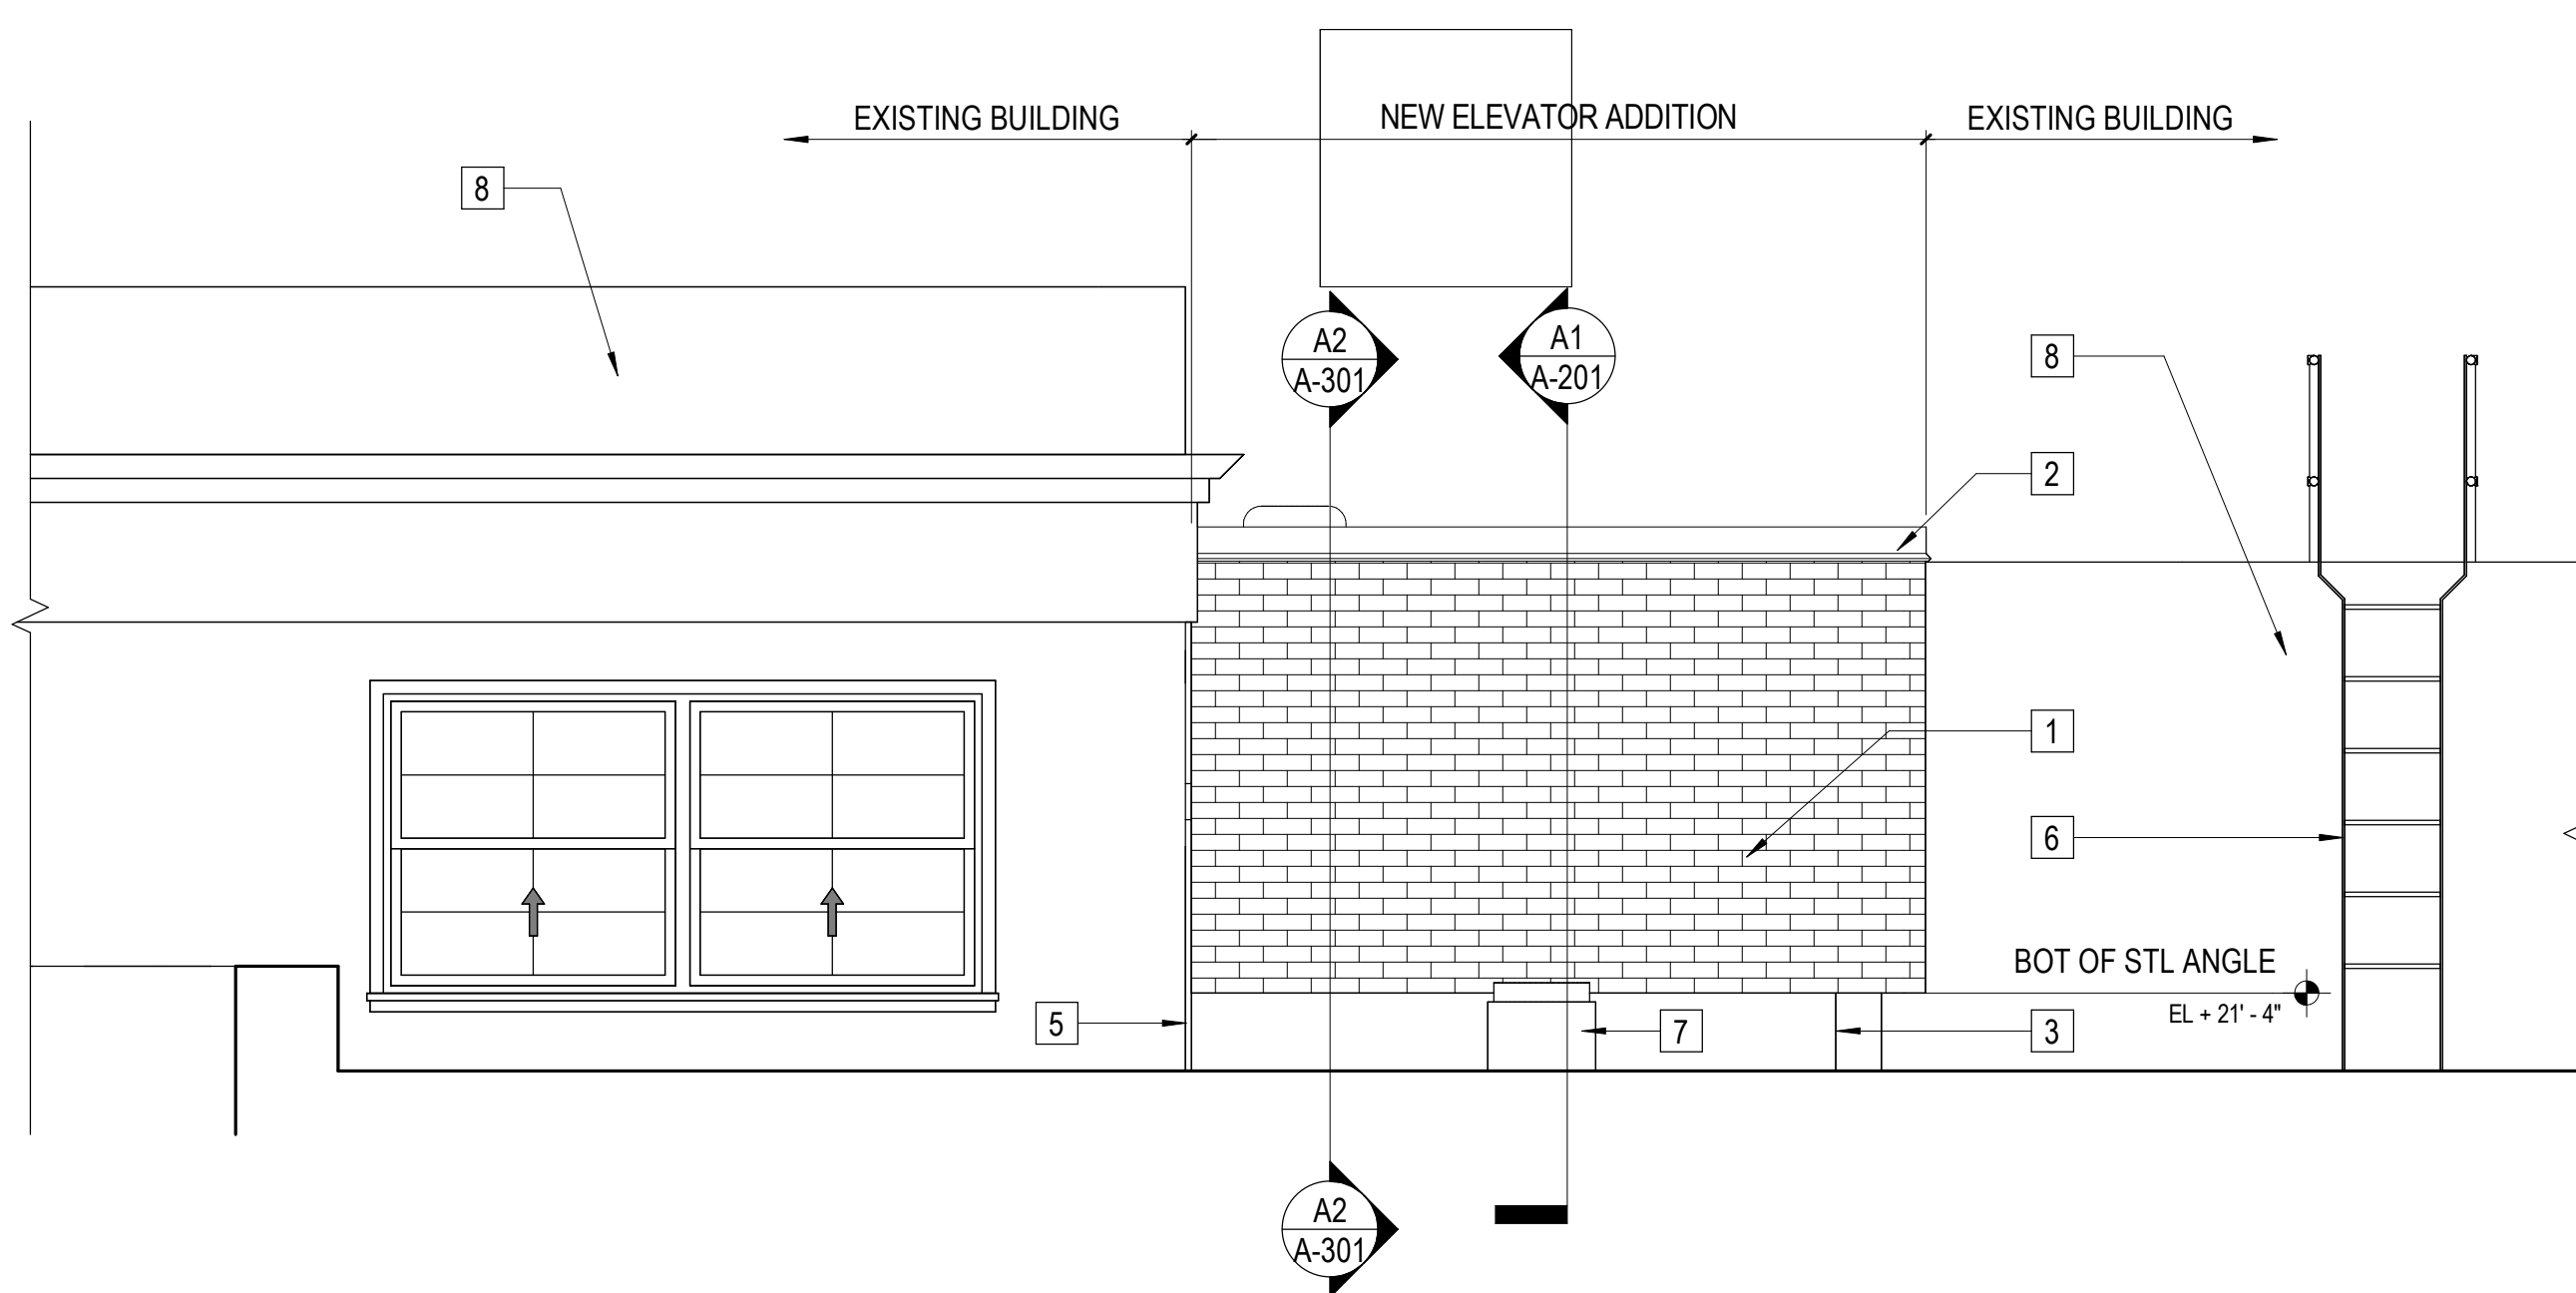 EXISTING BUILDING
NEW ELEVATOR ADDITION
EXISTING BUILDING
8
A2
A-301
A1
A-201
8
2
1
6
BOT OF STL ANGLE
EL + 21' - 4"
5
7
3
A2
A-301